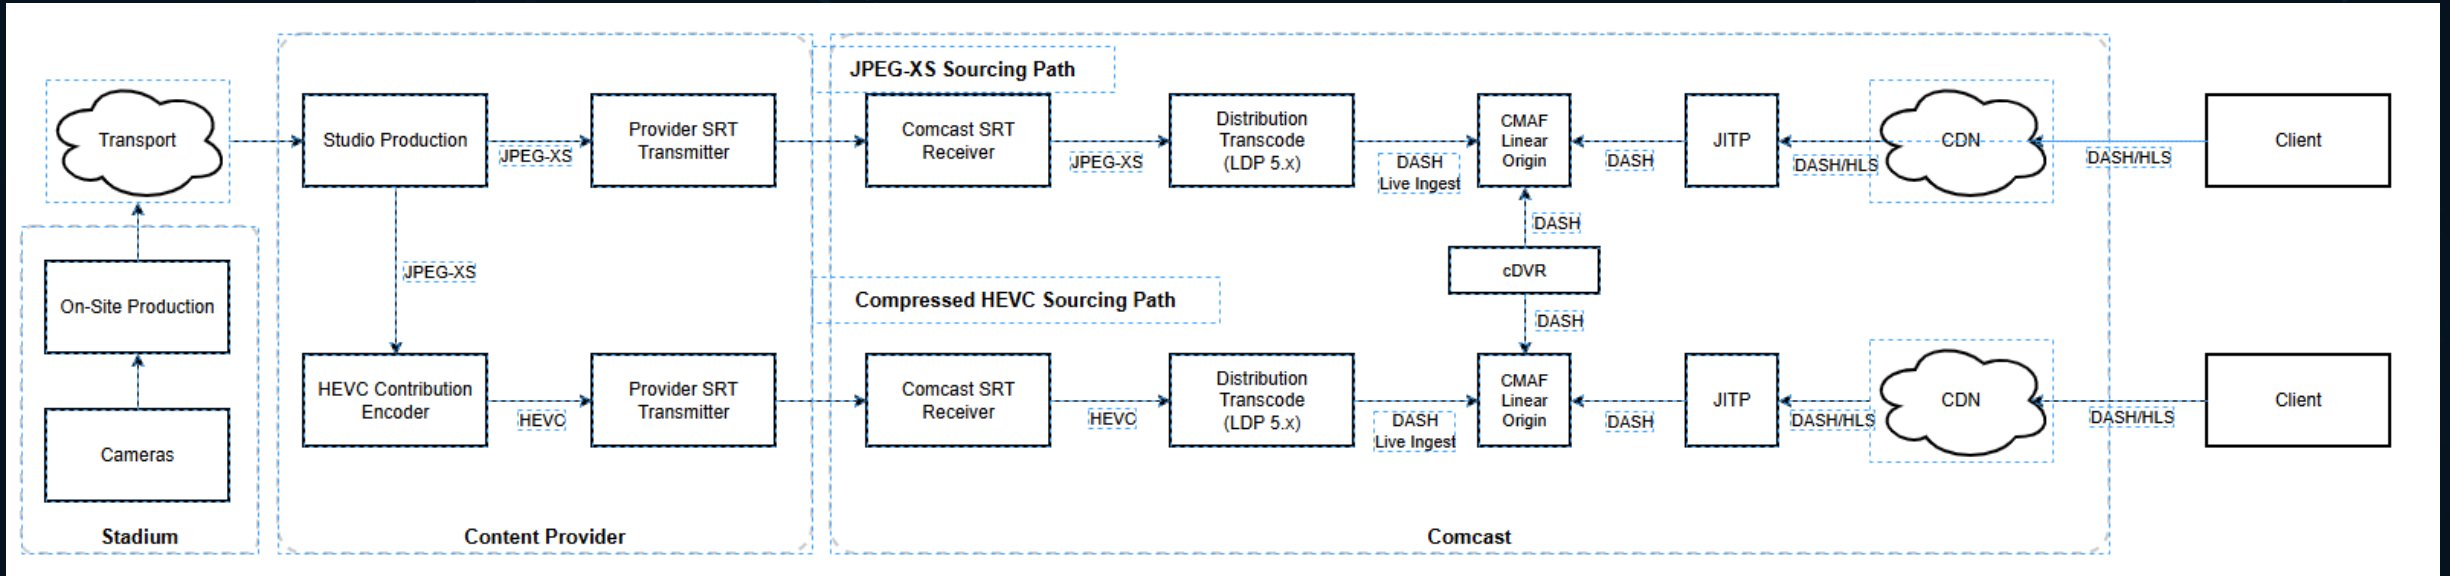 JPEG-XS Sourcing Path
Transport
Studio Production
JPEG-XS
Provider SRT
Transmitter
Comcast SRT
Receiver
JPEG-XS
Distribution
Transcode
(LDP 5.x)
DASH
Live Ingest
CMAF
Linear
Origin
DASH
JITP
DASH/HLS
CDN
DASH/HLS
Client
DASH
cDVR
DASH
JPEG-XS
Compressed HEVC Sourcing Path
On-Site Production
Cameras
Stadium
HEVC Contribution
Encoder
HEVC
Provider SRT
Transmitter
Content Provider
Comcast SRT
Receiver
HEVC
Distribution
Transcode
(LDP 5.x)
DASH
Live Ingest
CMAF
Linear
Origin
DASH
JITP
DASH/HLS
CDN
DASH/HLS
Client
Comcast